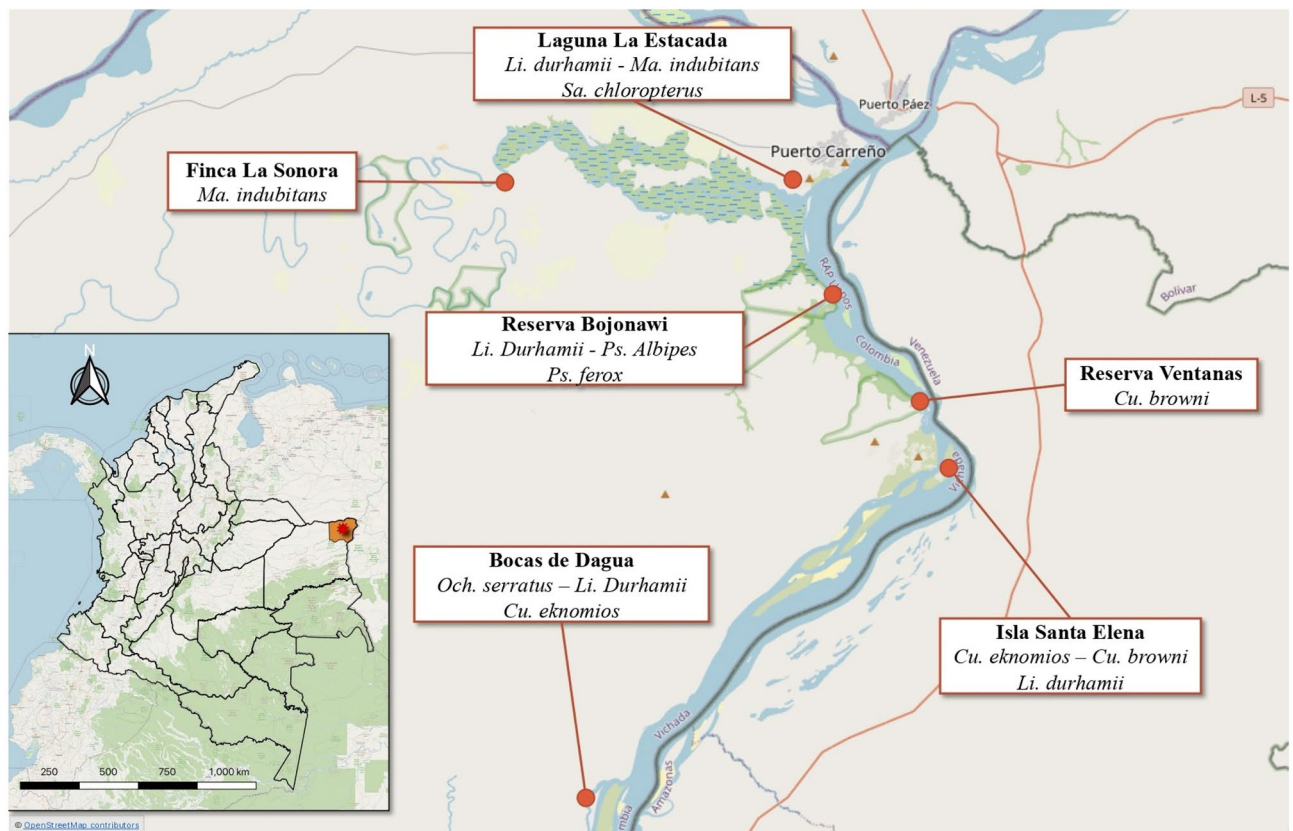 Laguna La Estacada
Li. durhamii - Ma. indubitans
Sa. chloropterus
Puerto Páez
L-5
Puerto Carreño
Finca La Sonora
Ma. indubitans
Bolívar
Reserva Bojonawi
Li. Durhamii - Ps. Albipes
Ps. ferox
Colombia
Venezuela
Reserva Ventanas
Cu. browni
N
Bocas de Dagua
Och. serratus – Li. Durhamii
Cu. eknomios
Isla Santa Elena
Cu. eknomios – Cu. browni
Li. durhamii
Vichada
Amazonas
250 500 750 1,000 km
© OpenStreetMap contributors